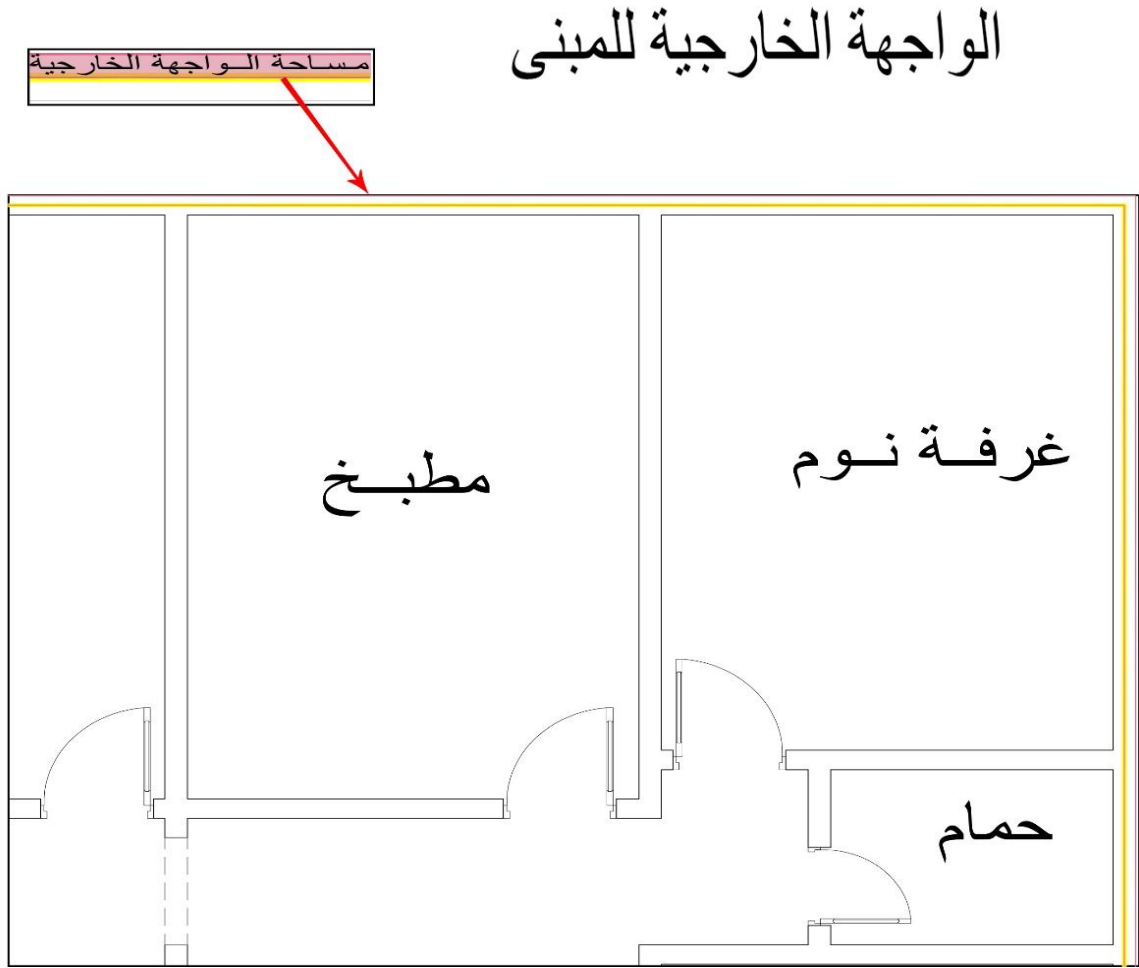 الواجهة الخارجية للمبنى
مساحة الواجهة الخارجية
غرفة نوم
مطبخ
حمام